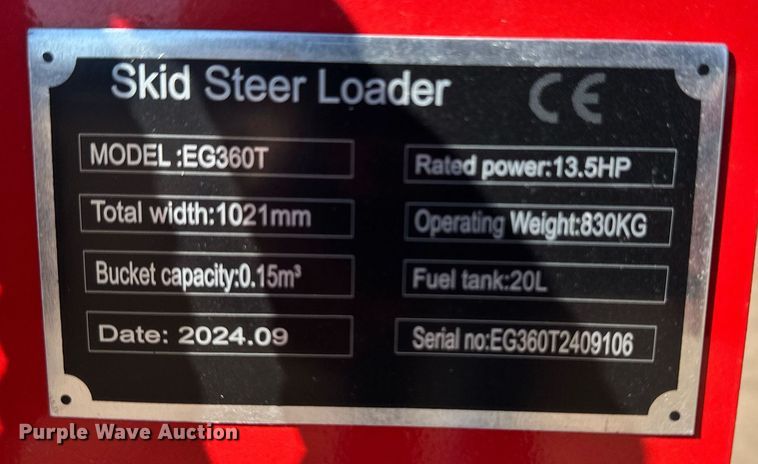 Skid Steer Loader CE
MODEL :EG360T
Rated power:13.5HP
Total width:1021mm
Operating Weight:830KG
Bucket capacity:0.15m³
Fuel tank:20L
Date: 2024.09
Serial no:EG360T2409106
Purple Wave Auction